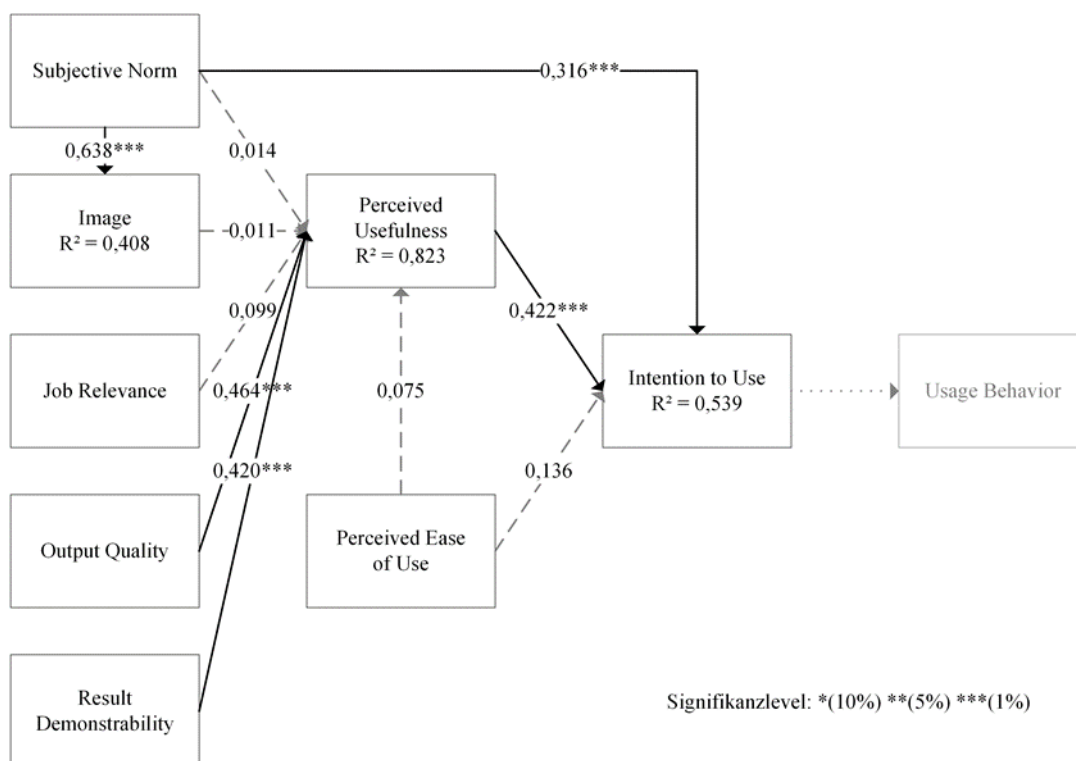 Subjective Norm
0,316***
0,638***
0,014
Image
R² = 0,408
0,011
Perceived
Usefulness
R² = 0,823
0,099
0,422***
Job Relevance
0,464***
0,075
Intention to Use
R² = 0,539
Usage Behavior
0,420***
0,136
Output Quality
Perceived Ease
of Use
Result
Demonstrability
Signifikanzlevel: *(10%) **(5%) ***(1%)